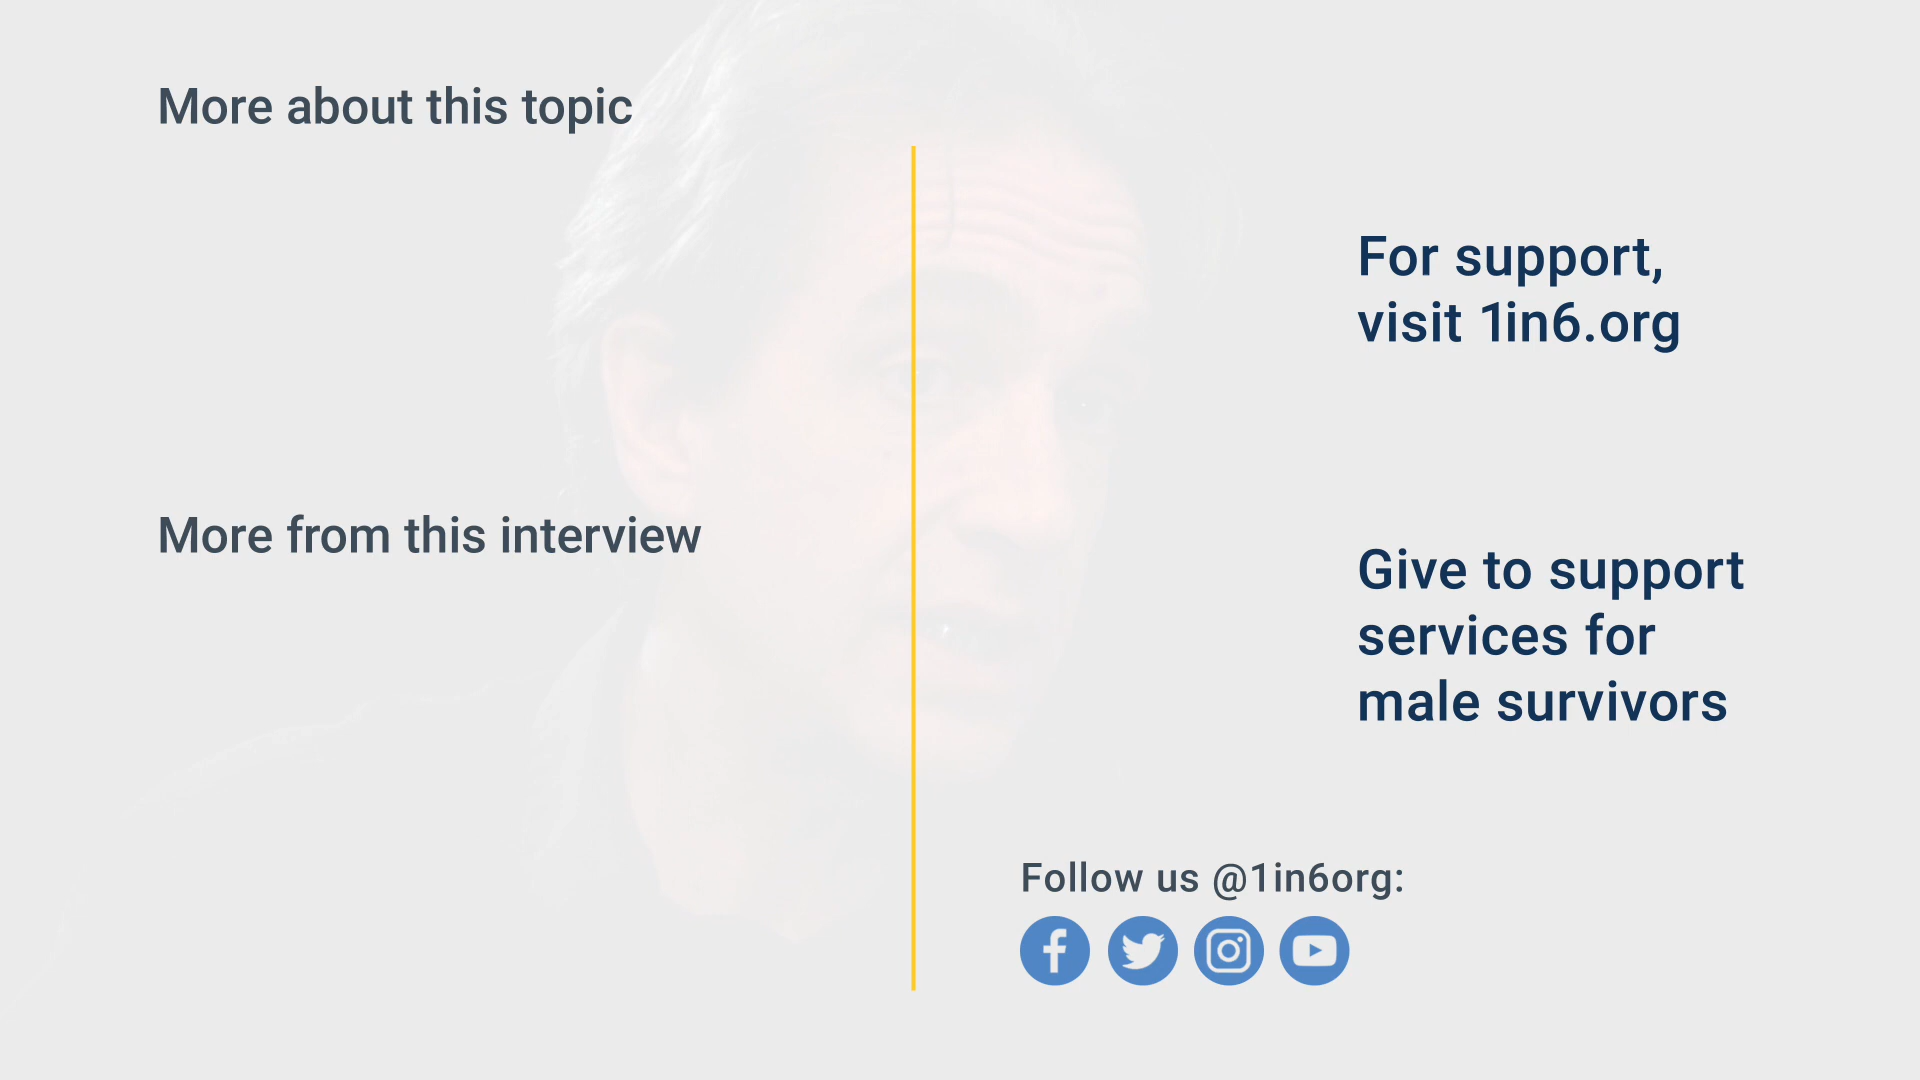 More about this topic
More from this interview
For support,
visit 1in6.org
Give to support
services for
male survivors
Follow us @1in6org: